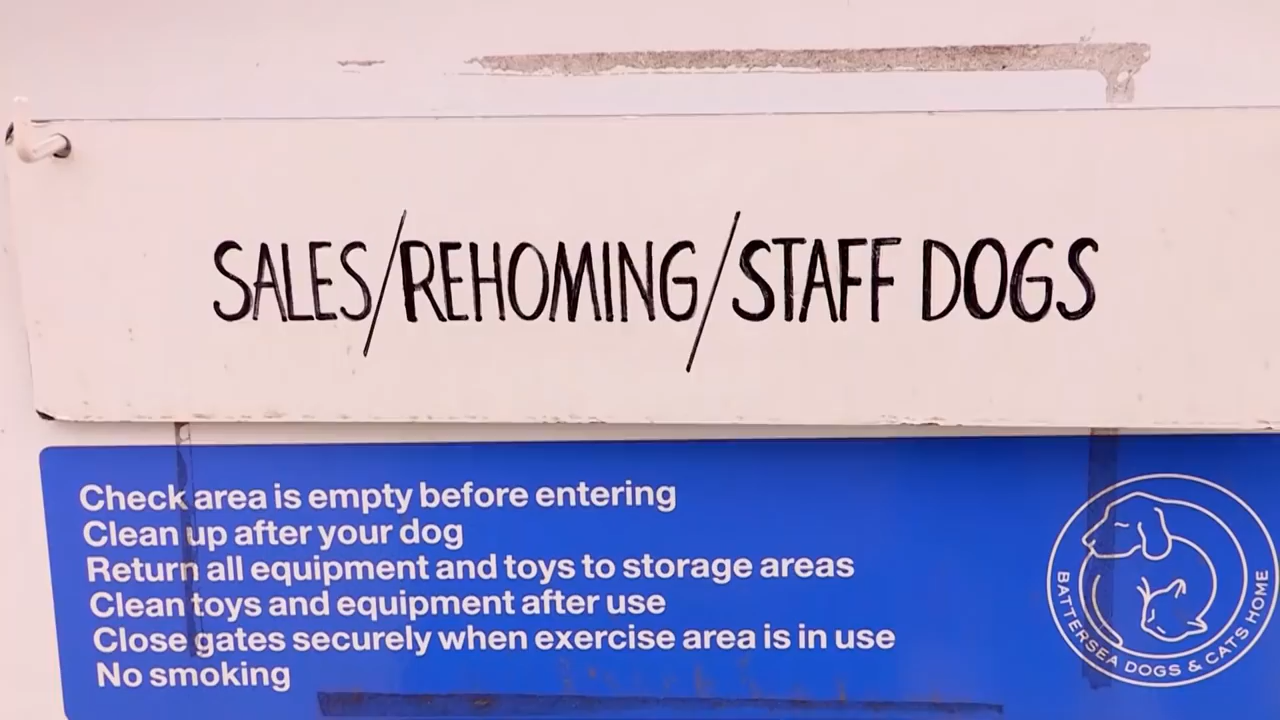 SALES/REHOMING/STAFF DOGS
Check area is empty before entering
Clean up after your dog
Return all equipment and toys to storage areas
Clean toys and equipment after use
Close gates securely when exercise area is in use
No smoking
BATTERSEA DOGS & CATS HOME